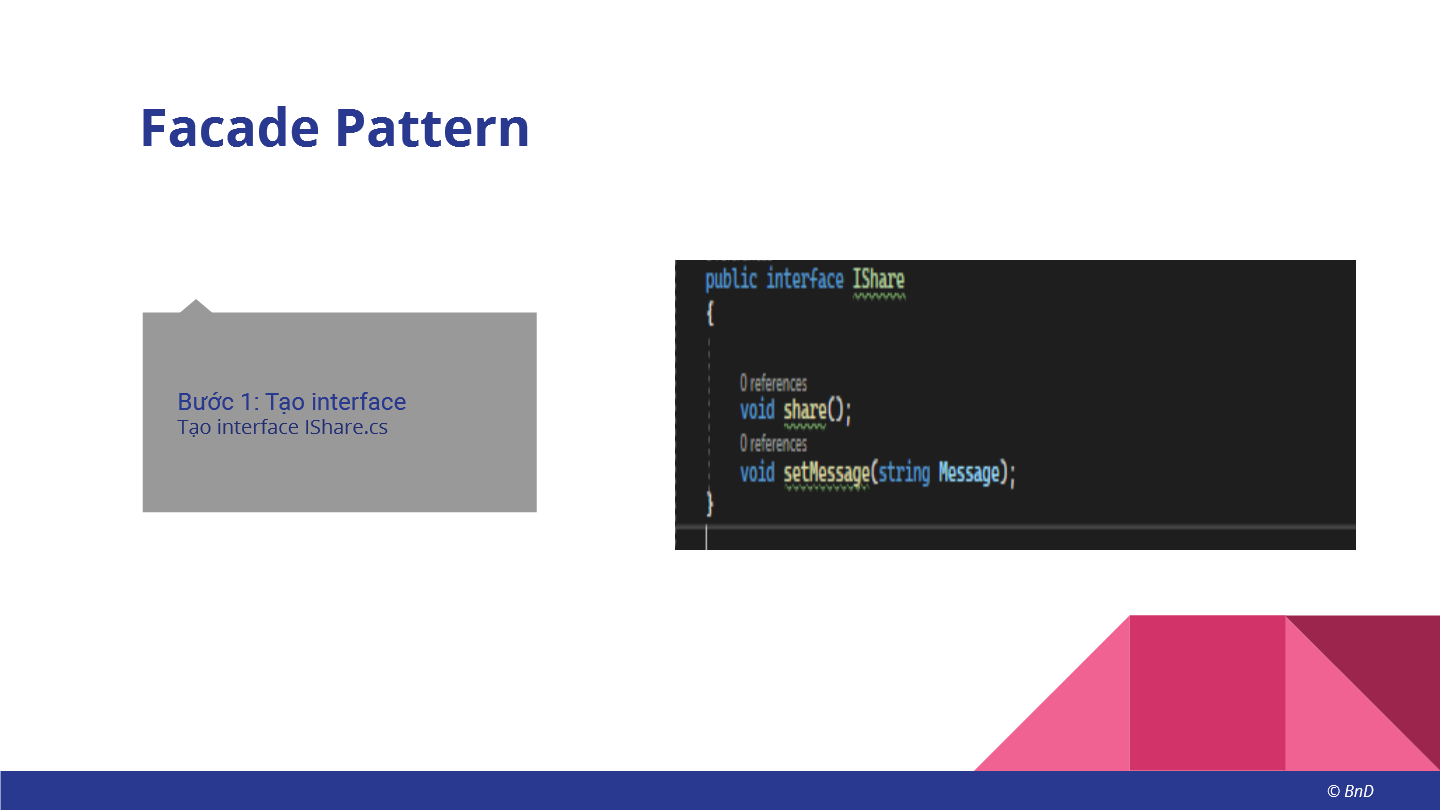 Facade Pattern
Bước 1: Tạo interface
Tạo interface IShare.cs
public interface IShare
{
0 references
void share();
0 references
void setMessage(string Message);
}
© BnD